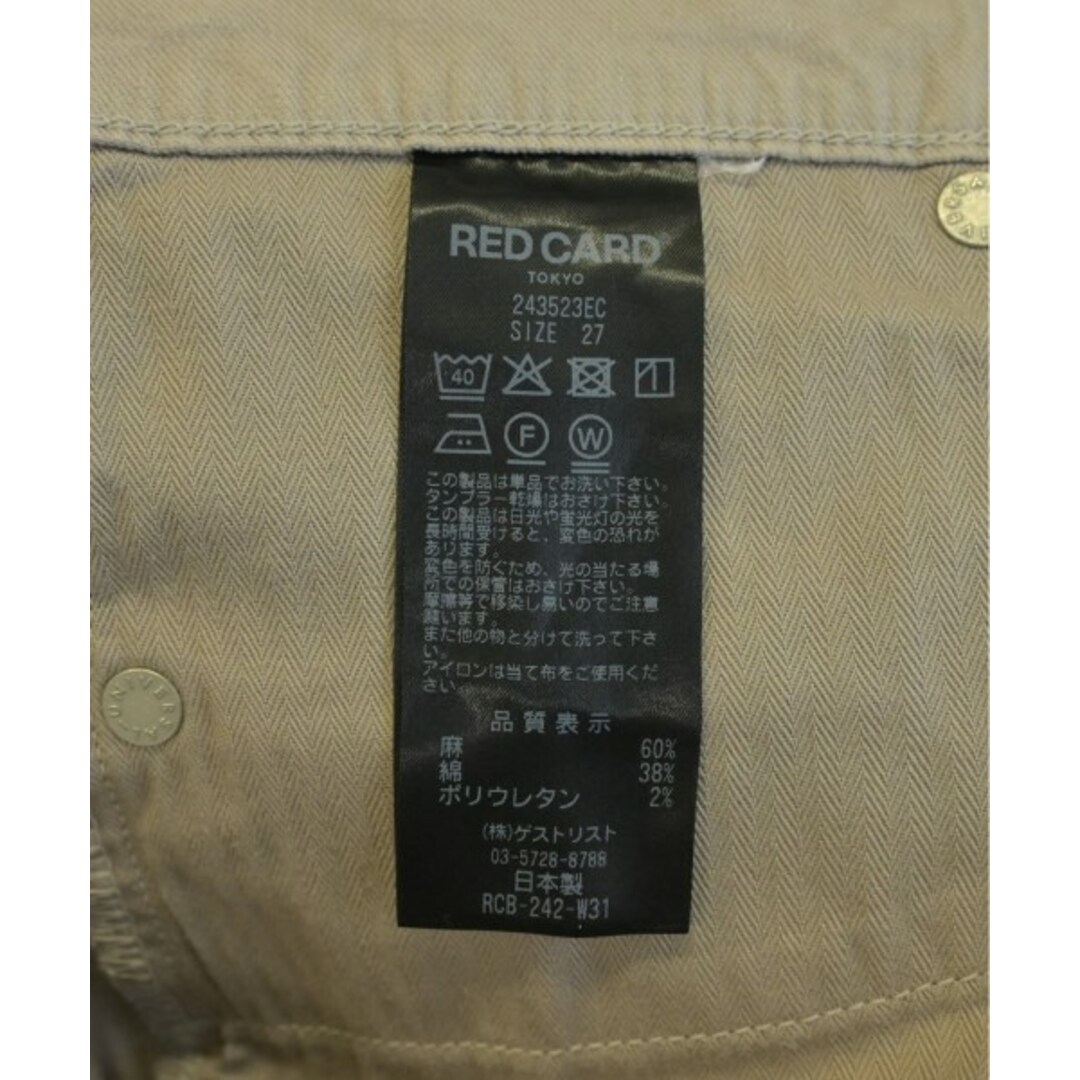 RED CARD
TOKYO
243523EC
SIZE 27
40
F W
この製品は単品でお洗い下さい。
タンブラー乾燥はおさけ下さい。
この製品は日光や蛍光灯の光を
長時間受けると、変色の恐れが
あります。
変色を防ぐため、光の当たる場
所での保管はおさけ下さい。
摩擦等で移染し易いのでご注意
願います。
また他の物と分けて洗って下さ
い。
アイロンは当て布をご使用くだ
さい。
品質表示
麻 60%
綿 38%
ポリウレタン 2%
(株)ゲストリスト
03-5728-8788
日本製
RCB-242-W31
UNIVERSAL